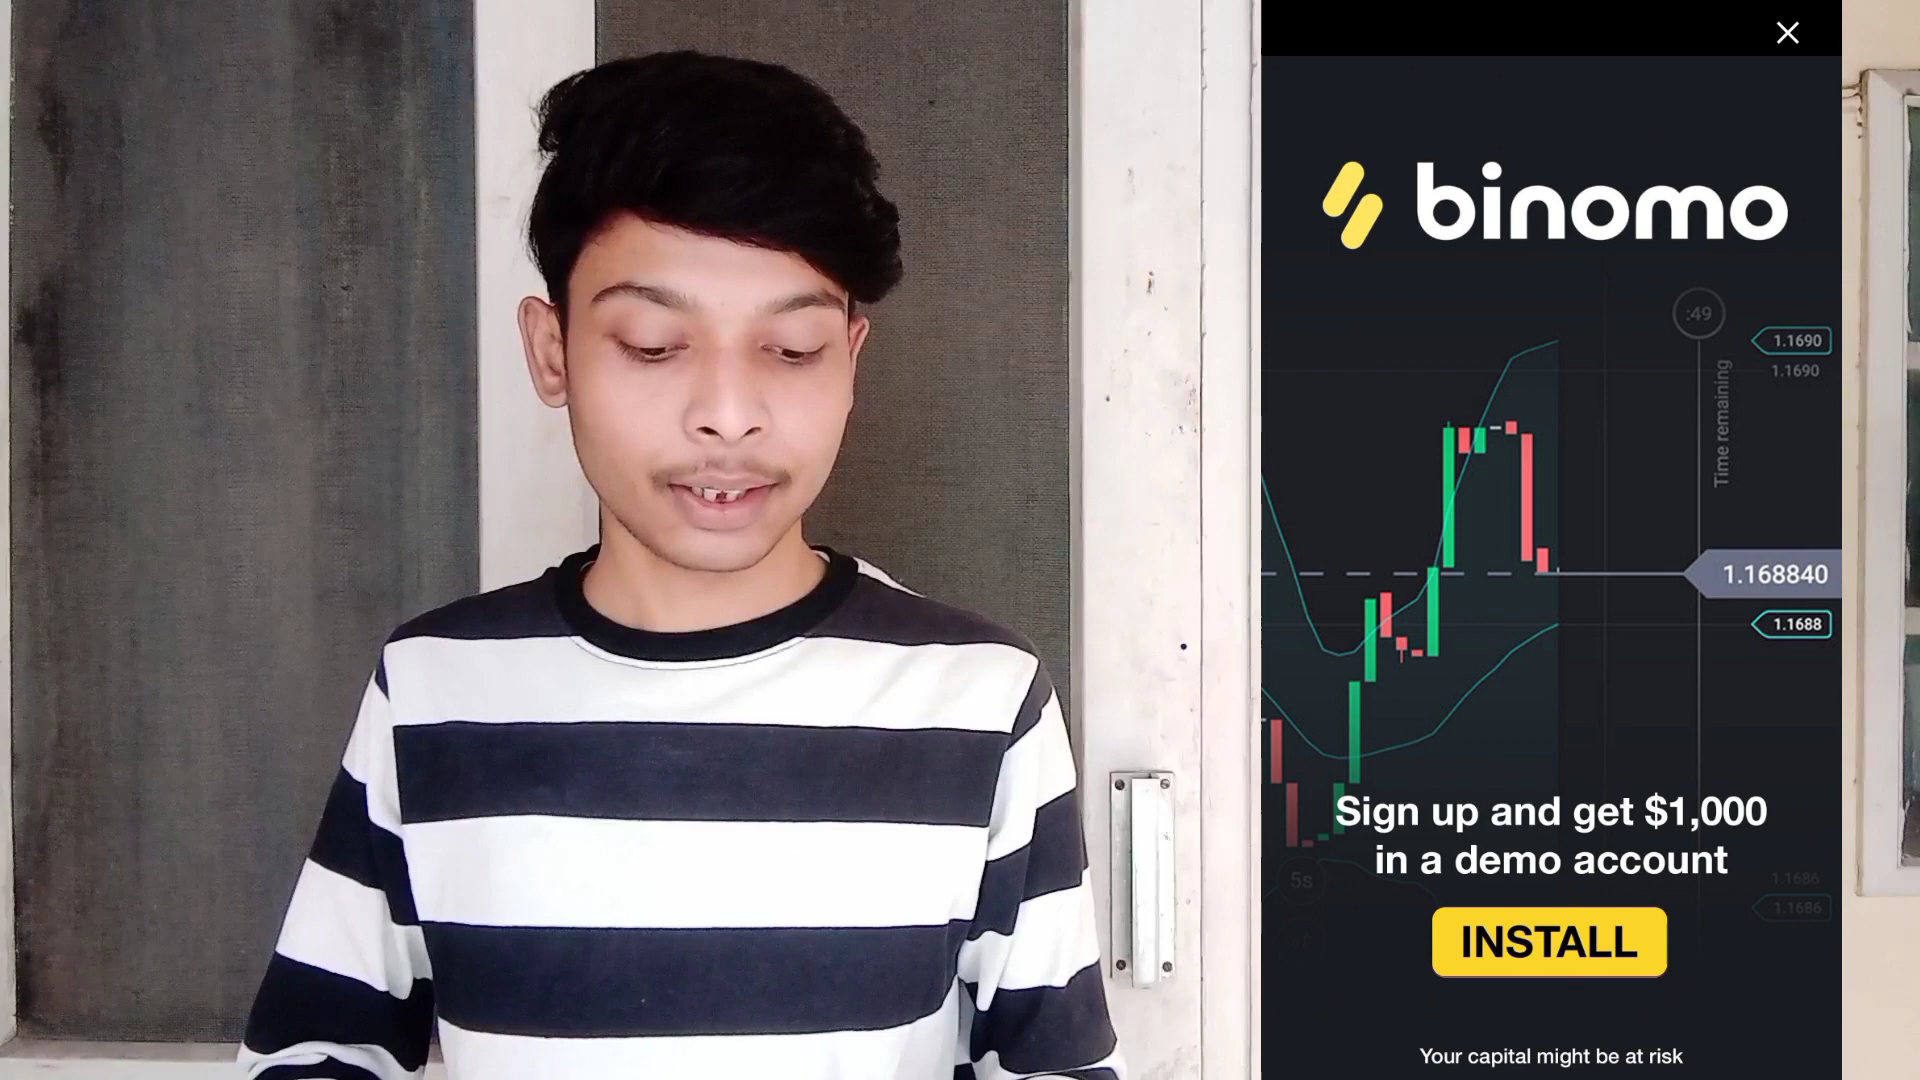 binomo
:49
1.1690
1.1690
Time remaining
1.168840
1.1688
Sign up and get $1,000
in a demo account
5s
1.1686
1.1686
INSTALL
Your capital might be at risk